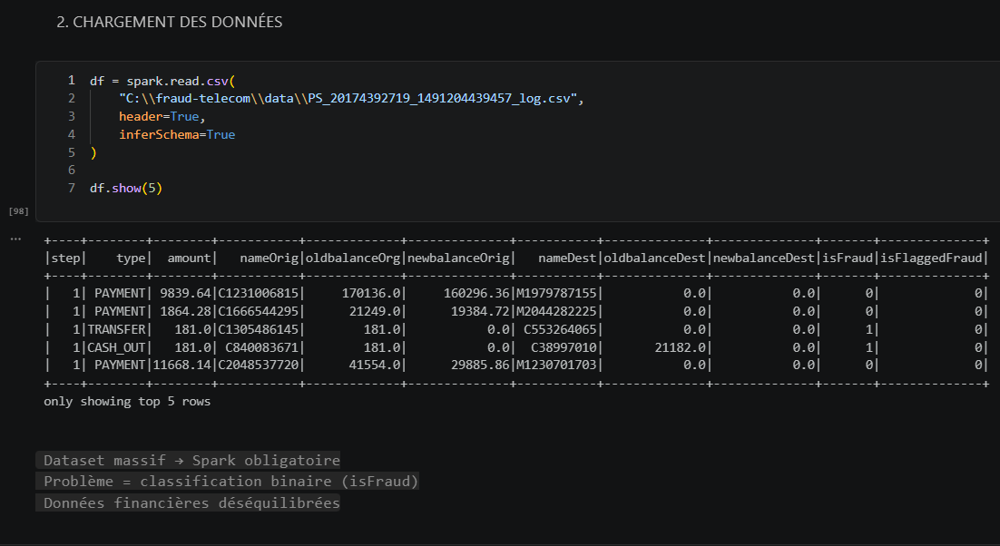 2. CHARGEMENT DES DONNÉES
1 df = spark.read.csv(
2     "C:\\fraud-telecom\\data\\PS_20174392719_1491204439457_log.csv",
3     header=True,
4     inferSchema=True
5 )
6
7 df.show(5)
[98]
...
+----+--------+--------+-----------+-------------+--------------+-----------+--------------+--------------+-------+--------------+
|step|    type|  amount|   nameOrig|oldbalanceOrg|newbalanceOrig|   nameDest|oldbalanceDest|newbalanceDest|isFraud|isFlaggedFraud|
+----+--------+--------+-----------+-------------+--------------+-----------+--------------+--------------+-------+--------------+
|   1| PAYMENT| 9839.64|C1231006815|     170136.0|     160296.36|M1979787155|           0.0|           0.0|      0|             0|
|   1| PAYMENT| 1864.28|C1666544295|      21249.0|      19384.72|M2044282225|           0.0|           0.0|      0|             0|
|   1|TRANSFER|   181.0|C1305486145|        181.0|           0.0| C553264065|           0.0|           0.0|      1|             0|
|   1|CASH_OUT|   181.0| C840083671|        181.0|           0.0|  C38997010|       21182.0|           0.0|      1|             0|
|   1| PAYMENT|11668.14|C2048537720|      41554.0|      29885.86|M1230701703|           0.0|           0.0|      0|             0|
+----+--------+--------+-----------+-------------+--------------+-----------+--------------+--------------+-------+--------------+
only showing top 5 rows
Dataset massif → Spark obligatoire
Problème = classification binaire (isFraud)
Données financières déséquilibrées